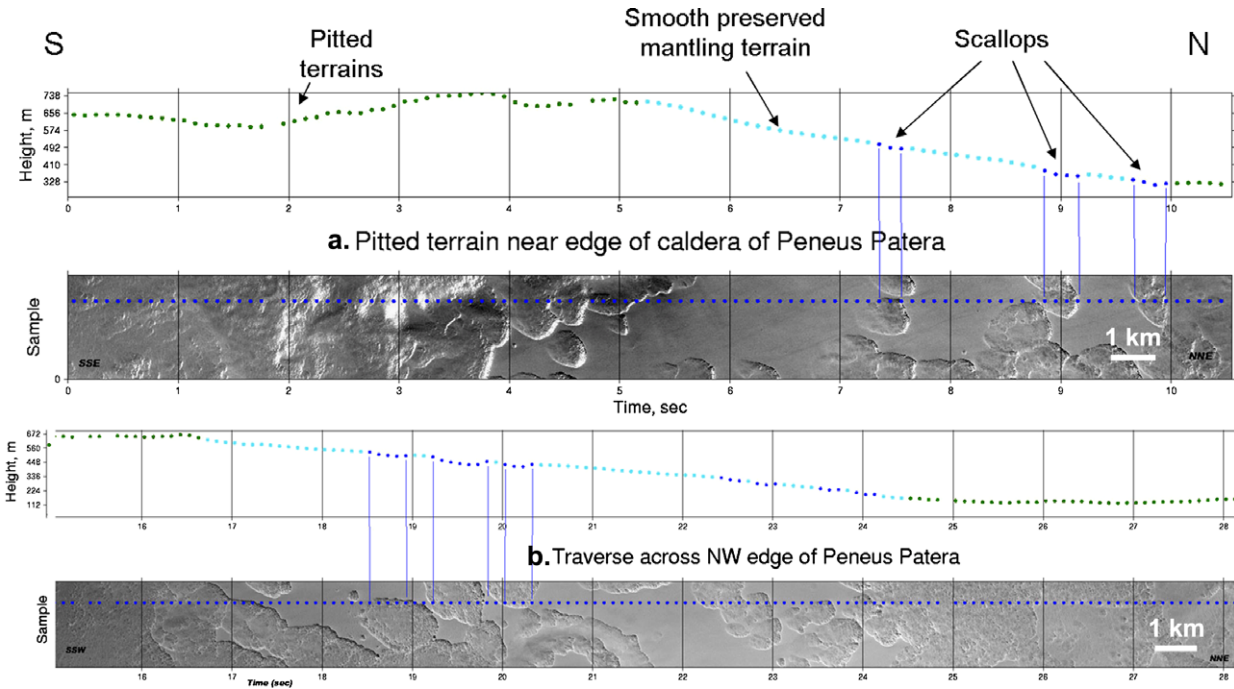 S
Pitted
terrains
Smooth preserved
mantling terrain
Scallops
N
Height, m
738
656
574
492
410
328
0 1 2 3 4 5 6 7 8 9 10
a. Pitted terrain near edge of caldera of Peneus Patera
Sample
0
SSE
1 km
NNE
0 1 2 3 4 5 6 7 8 9 10
Time, sec
Height, m
672
560
448
336
224
112
16 17 18 19 20 21 22 23 24 25 26 27 28
b. Traverse across NW edge of Peneus Patera
Sample
SSW
1 km
NNE
16 17 18 19 20 21 22 23 24 25 26 27 28
Time (sec)